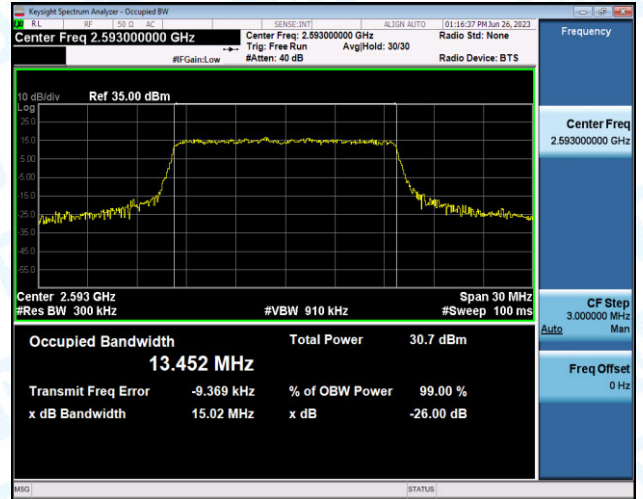 Keysight Spectrum Analyzer - Occupied BW
RL RF 50 Ω AC SENSE:INT ALIGN AUTO 01:16:37 PM Jun 26, 2023
Center Freq 2.593000000 GHz
Center Freq: 2.593000000 GHz
Radio Std: None
Trig: Free Run Avg|Hold: 30/30
#IFGain:Low #Atten: 40 dB Radio Device: BTS
Frequency
10 dB/div Ref 35.00 dBm
Log
25.0
15.0
5.00
-5.00
-15.0
-25.0
-35.0
-45.0
-55.0
Center Freq
2.593000000 GHz
Center 2.593 GHz Span 30 MHz
#Res BW 300 kHz #VBW 910 kHz #Sweep 100 ms
CF Step
3.000000 MHz
Auto Man
Occupied Bandwidth Total Power 30.7 dBm
13.452 MHz
Transmit Freq Error -9.369 kHz % of OBW Power 99.00 %
x dB Bandwidth 15.02 MHz x dB -26.00 dB
Freq Offset
0 Hz
MSG STATUS